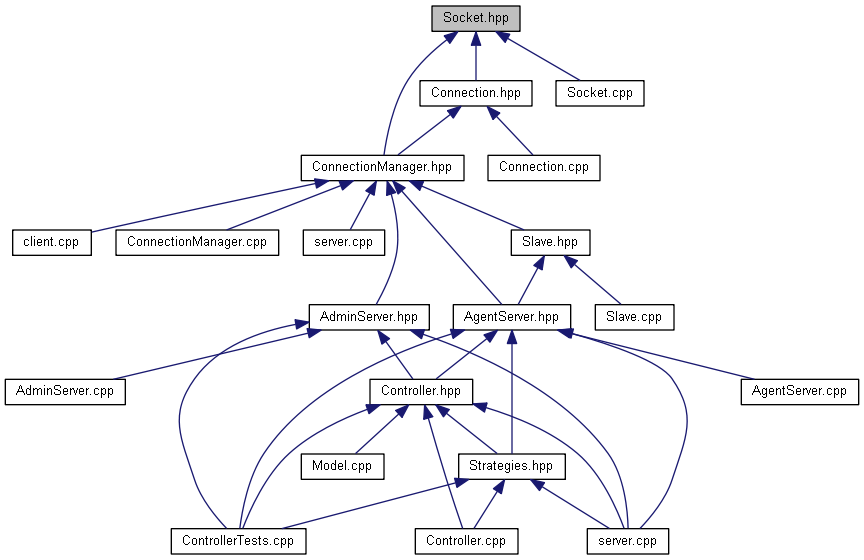 Socket.hpp
Connection.hpp
Socket.cpp
ConnectionManager.hpp
Connection.cpp
client.cpp
ConnectionManager.cpp
server.cpp
Slave.hpp
AdminServer.hpp
AgentServer.hpp
Slave.cpp
AdminServer.cpp
Controller.hpp
AgentServer.cpp
Model.cpp
Strategies.hpp
ControllerTests.cpp
Controller.cpp
server.cpp